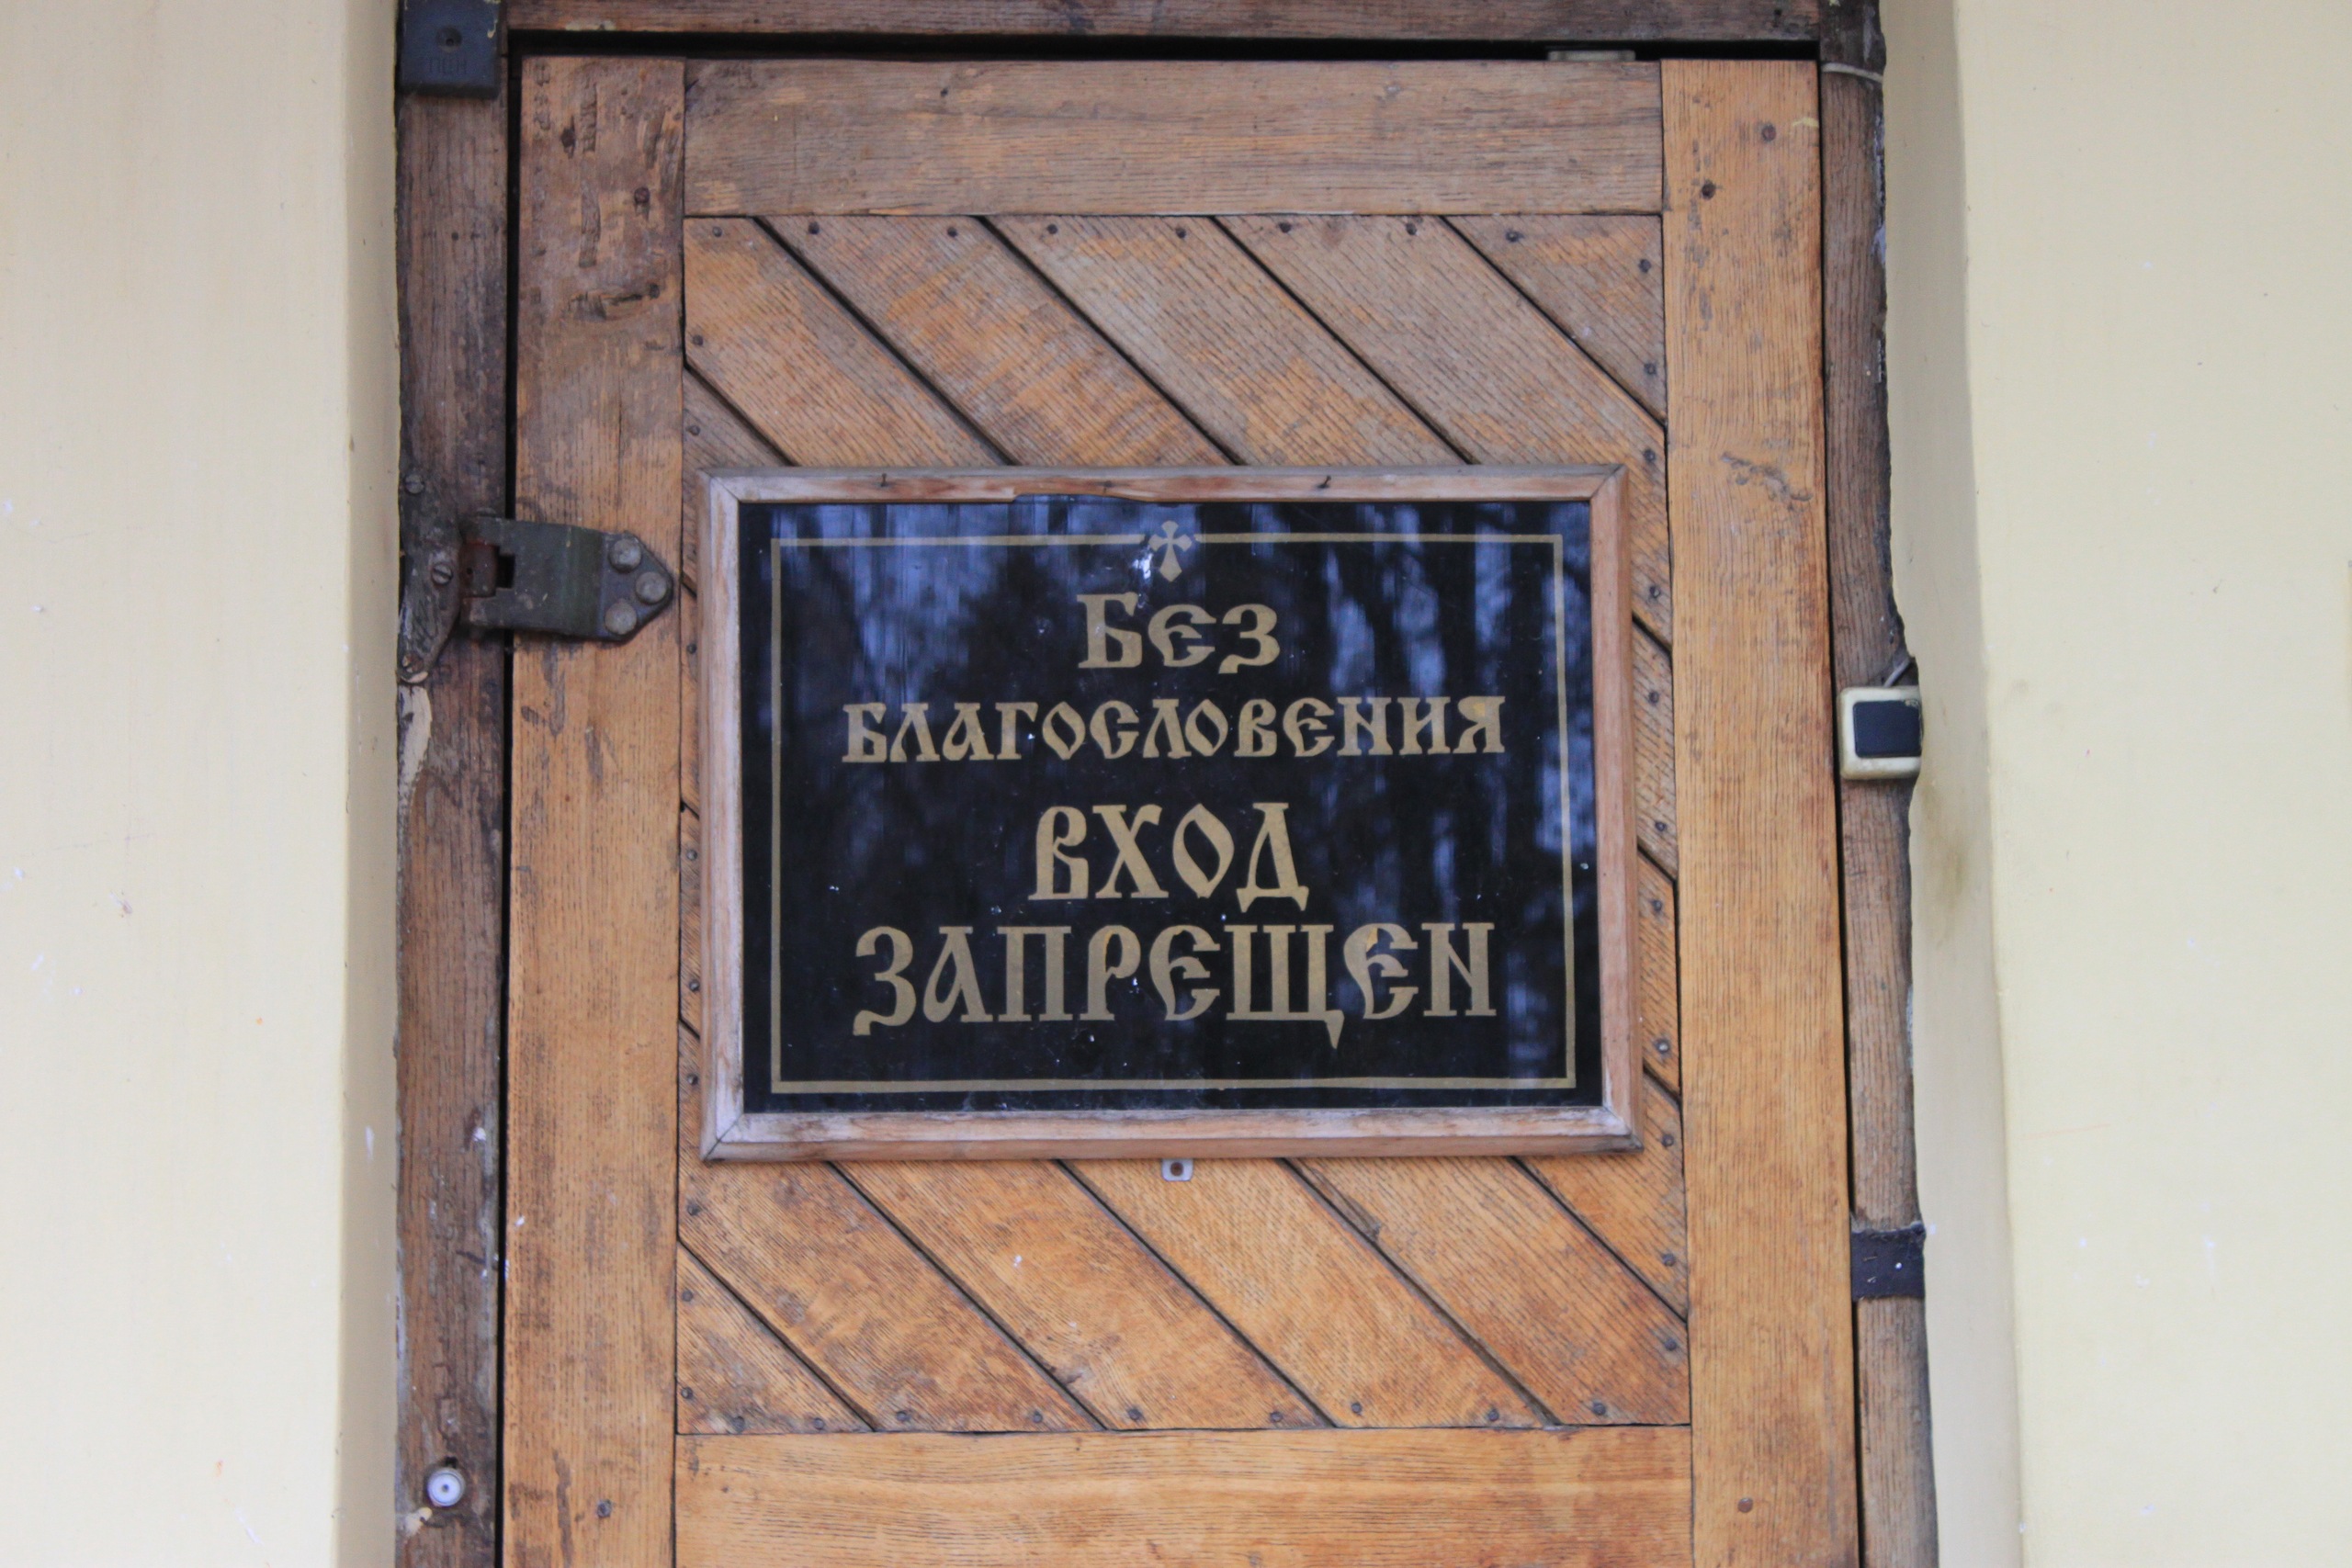 Без
благословения
вход
запрещен